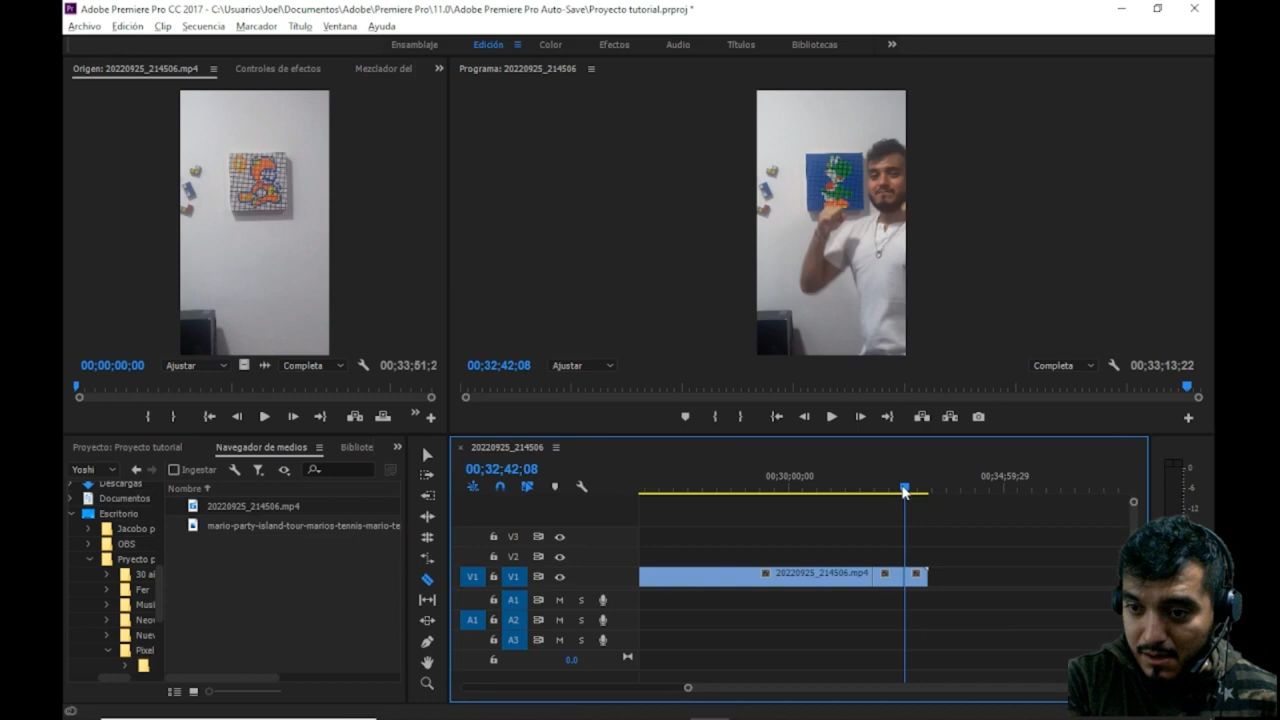 Adobe Premiere Pro CC 2017 - C:\Usuarios\Joel\Documentos\Adobe\Premiere Pro\11.0\Adobe Premiere Pro Auto-Save\Proyecto tutorial.prproj *
Archivo Edición Clip Secuencia Marcador Título Ventana Ayuda
Ensamblaje Edición Color Efectos Audio Títulos Bibliotecas
Origen: 20220925_214506.mp4 Controles de efectos Mezclador del
Programa: 20220925_214506
00;00;00;00 Ajustar Completa 00;33;51;2
00;32;42;08 Ajustar Completa 00;33;13;22
Proyecto: Proyecto tutorial Navegador de medios Bibliote
Yoshi Ingestar
Nombre
Descargas
Documentos
Escritorio
Jacobo p
OBS
Pryecto p
30 a
Fer
Musi
Neo
Nue
Pixel
20220925_214506.mp4
mario-party-island-tour-marios-tennis-mario-te
20220925_214506
00;32;42;08
00;30;00;00 00;34;59;29
V3
V2
V1 V1 20220925_214506.mp4
A1 M S
A1 A2 M S
A3 M S
0.0
0
-6
-12